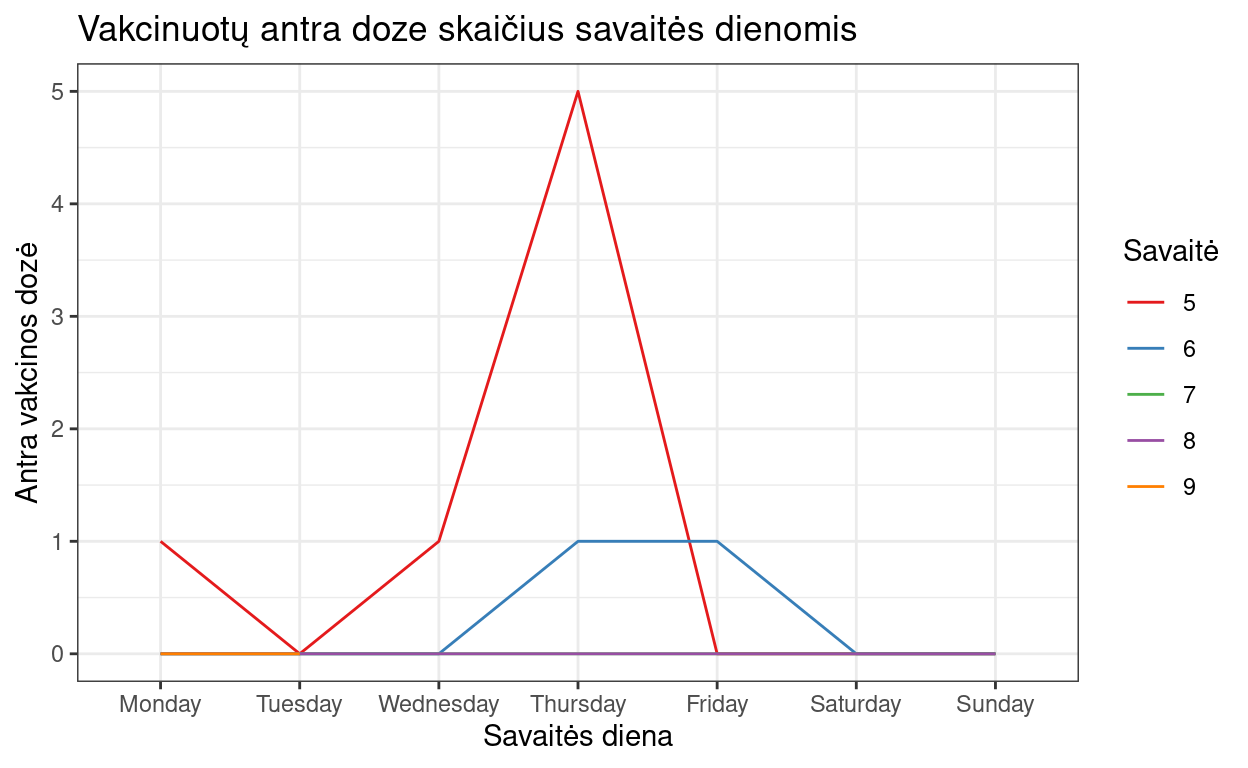 Vakcinuotų antra doze skaičius savaitės dienomis
Antra vakcinos dozė
5
4
3
2
1
0
Monday Tuesday Wednesday Thursday Friday Saturday Sunday
Savaitės diena
Savaitė
5
6
7
8
9